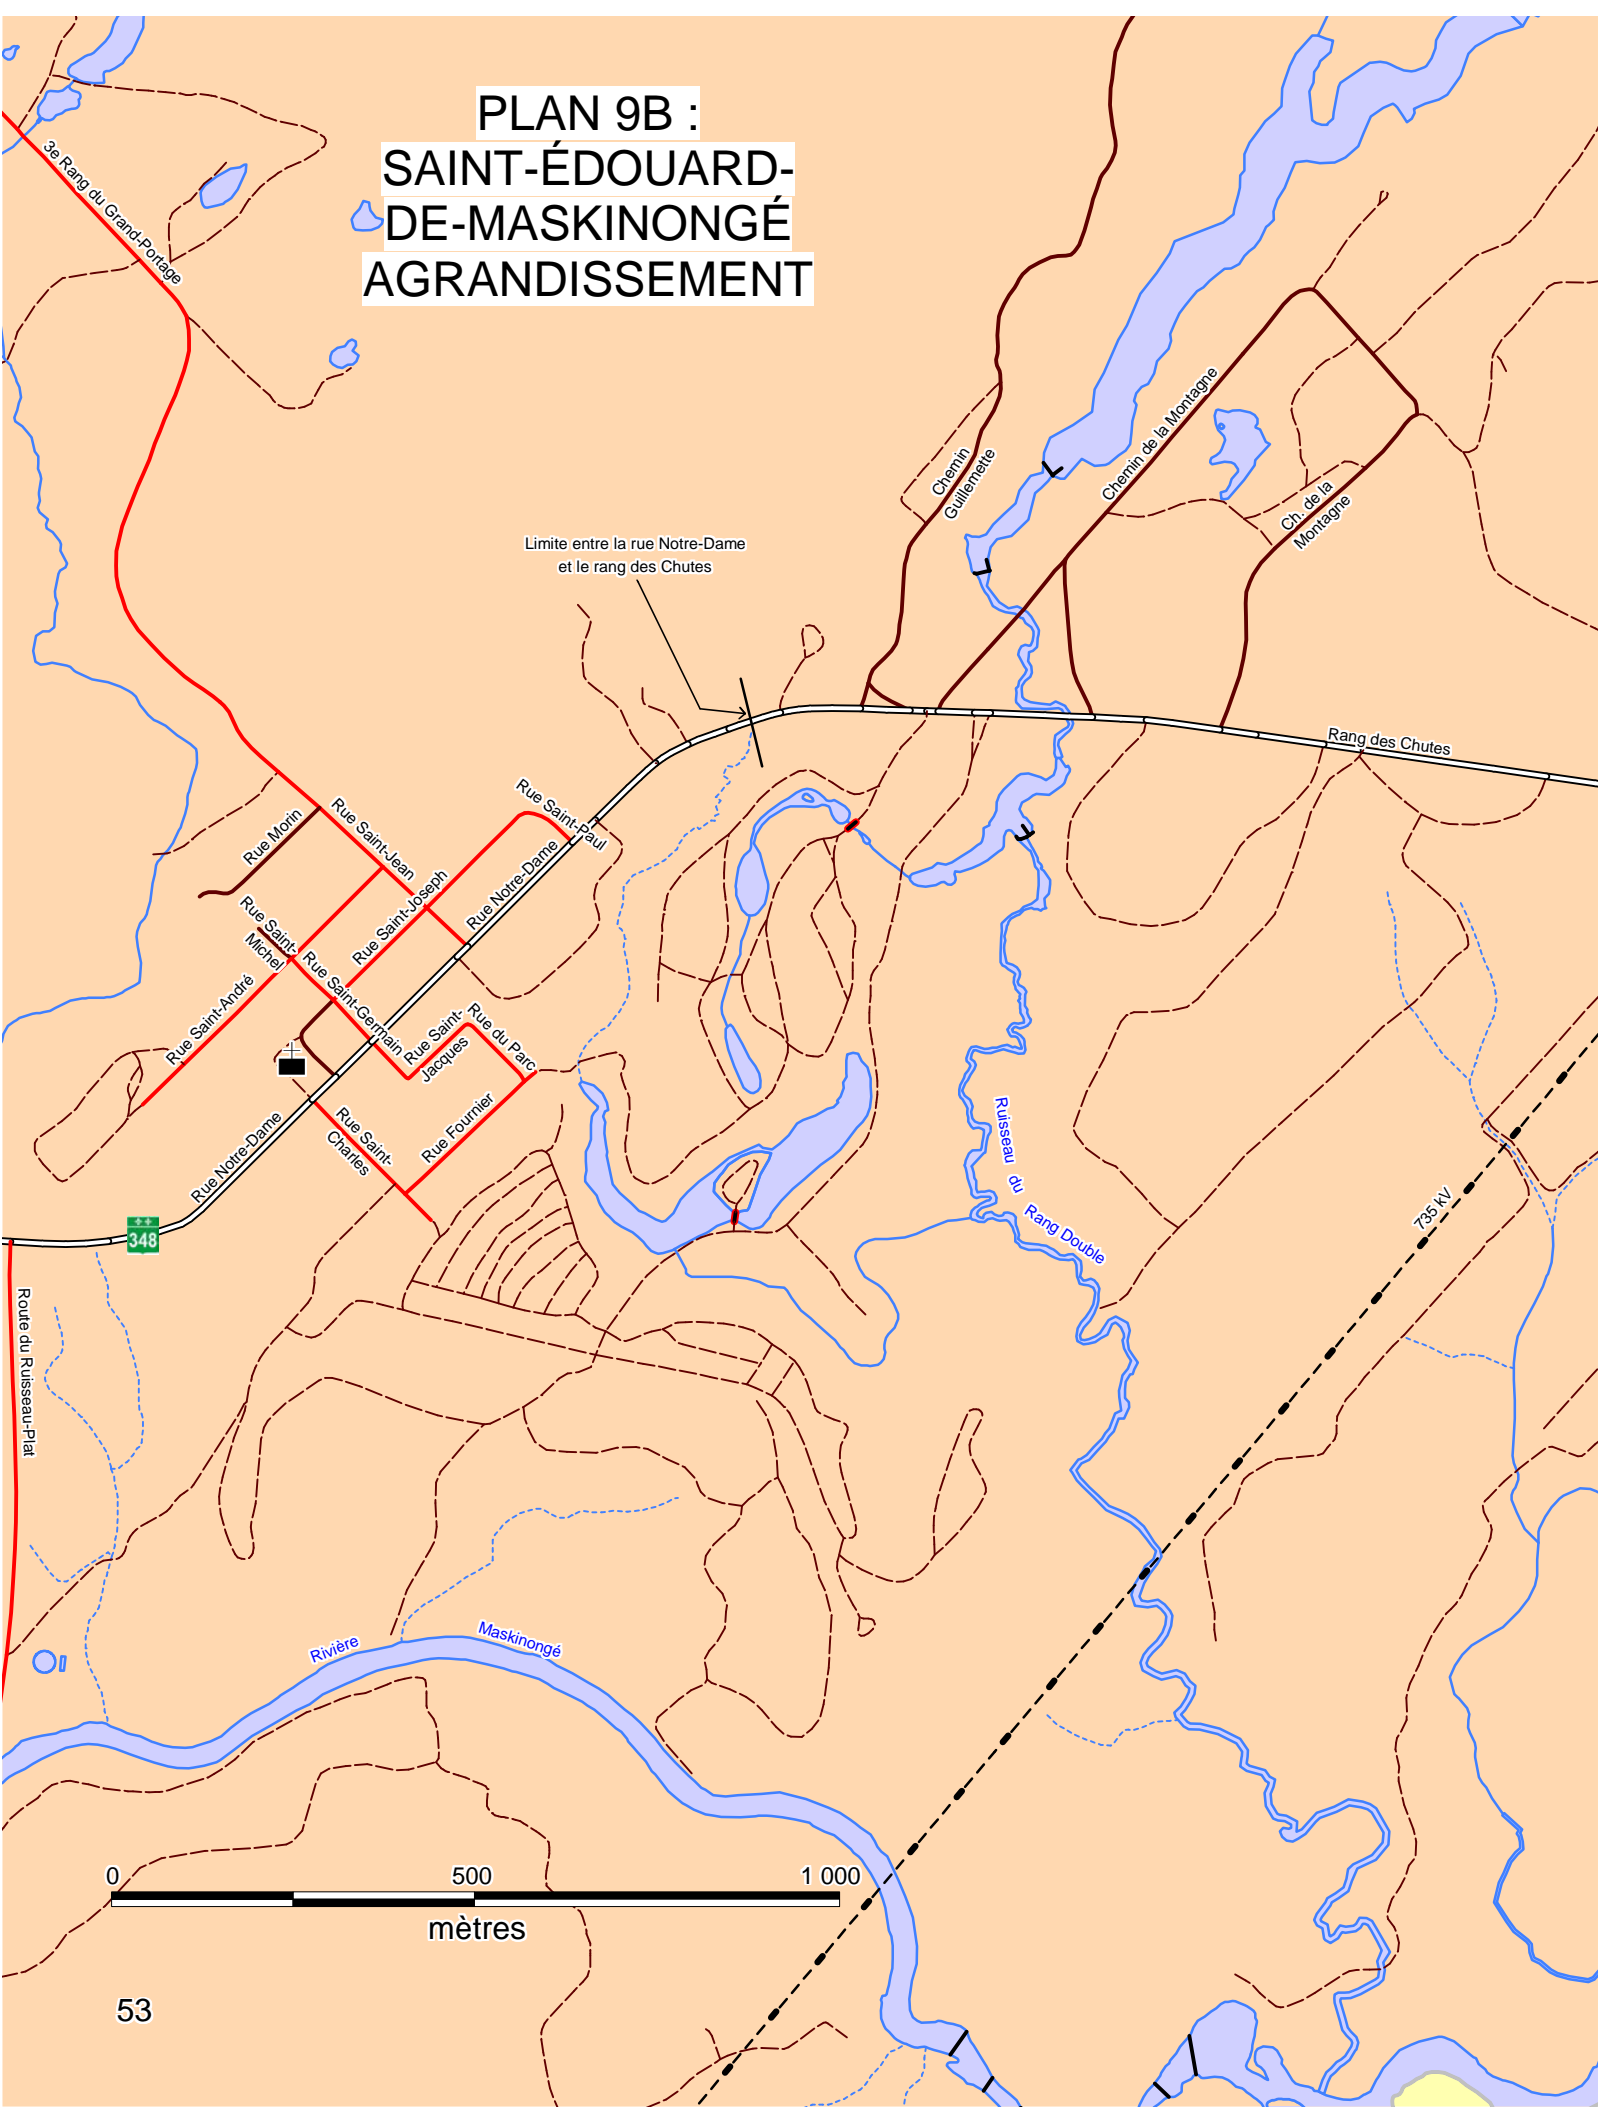 PLAN 9B :
SAINT-ÉDOUARD-
DE-MASKINONGÉ
AGRANDISSEMENT
3e Rang du Grand-Portage
Chemin de la Montagne
Chemin
Guillemette
Ch. de la
Montagne
Limite entre la rue Notre-Dame
et le rang des Chutes
Rang des Chutes
Rue Saint-Paul
Rue Morin
Rue Saint-Jean
Rue Saint-Joseph
Rue Notre-Dame
Rue Saint-
Michel
Rue Saint-Germain
Rue Saint-André
Rue Saint-
Jacques
Rue du Parc
Rue Fournier
Rue Saint-
Charles
Rue Notre-Dame
348
Route du Ruisseau-Plat
Ruisseau du Rang Double
735 kV
Rivière Maskinongé
0 500 1 000
mètres
53